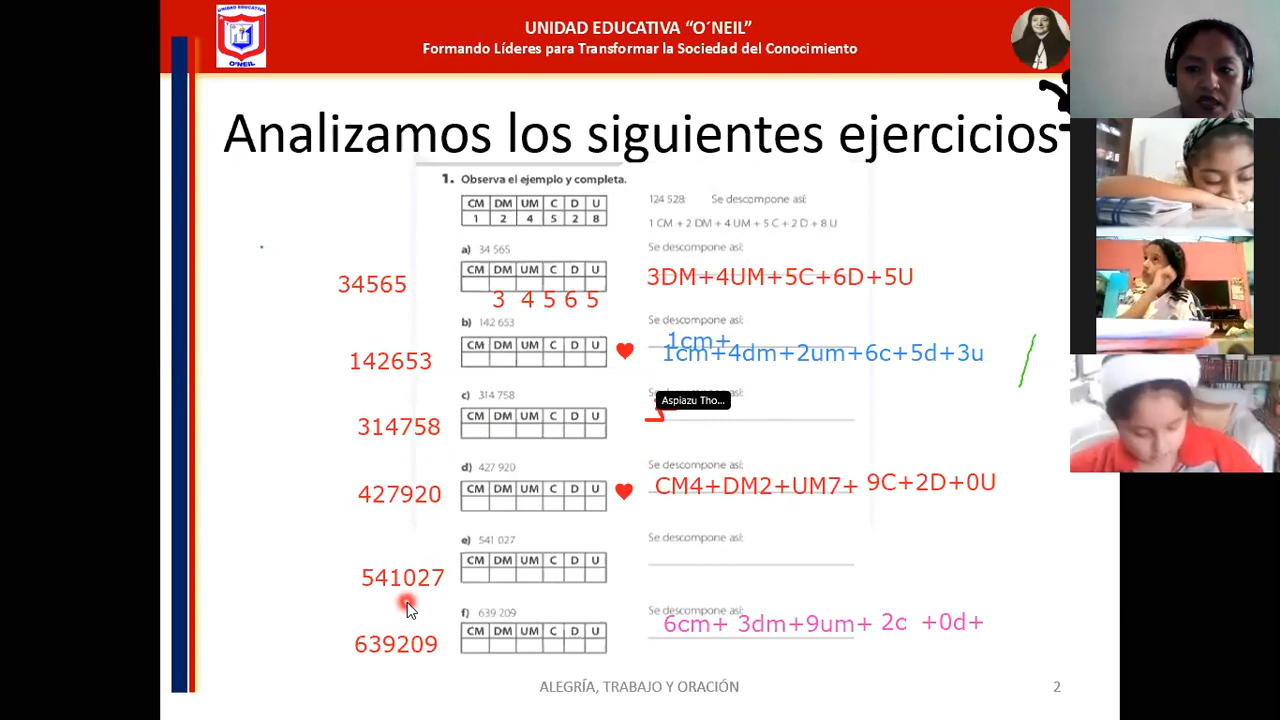 UNIDAD EDUCATIVA “O´NEIL”
Formando Líderes para Transformar la Sociedad del Conocimiento
UNIDAD EDUCATIVA
O'NEIL
Analizamos los siguientes ejercicios
1. Observa el ejemplo y completa.
CM DM UM C D U
1 2 4 5 2 8
124 528: Se descompone así:
1 CM + 2 DM + 4 UM + 5 C + 2 D + 8 U
a) 34 565
Se descompone así:
34565
CM DM UM C D U
3 4 5 6 5
3DM+4UM+5C+6D+5U
b) 142 653
Se descompone así:
142653
CM DM UM C D U
1cm+
1cm+4dm+2um+6c+5d+3u
c) 314 758
Aspiazu Tho...
314758
CM DM UM C D U
d) 427 920
Se descompone así:
427920
CM DM UM C D U
CM4+DM2+UM7+ 9C+2D+0U
e) 541 027
Se descompone así:
541027
CM DM UM C D U
f) 639 209
Se descompone así:
639209
CM DM UM C D U
6cm+ 3dm+9um+ 2c +0d+
ALEGRÍA, TRABAJO Y ORACIÓN
2